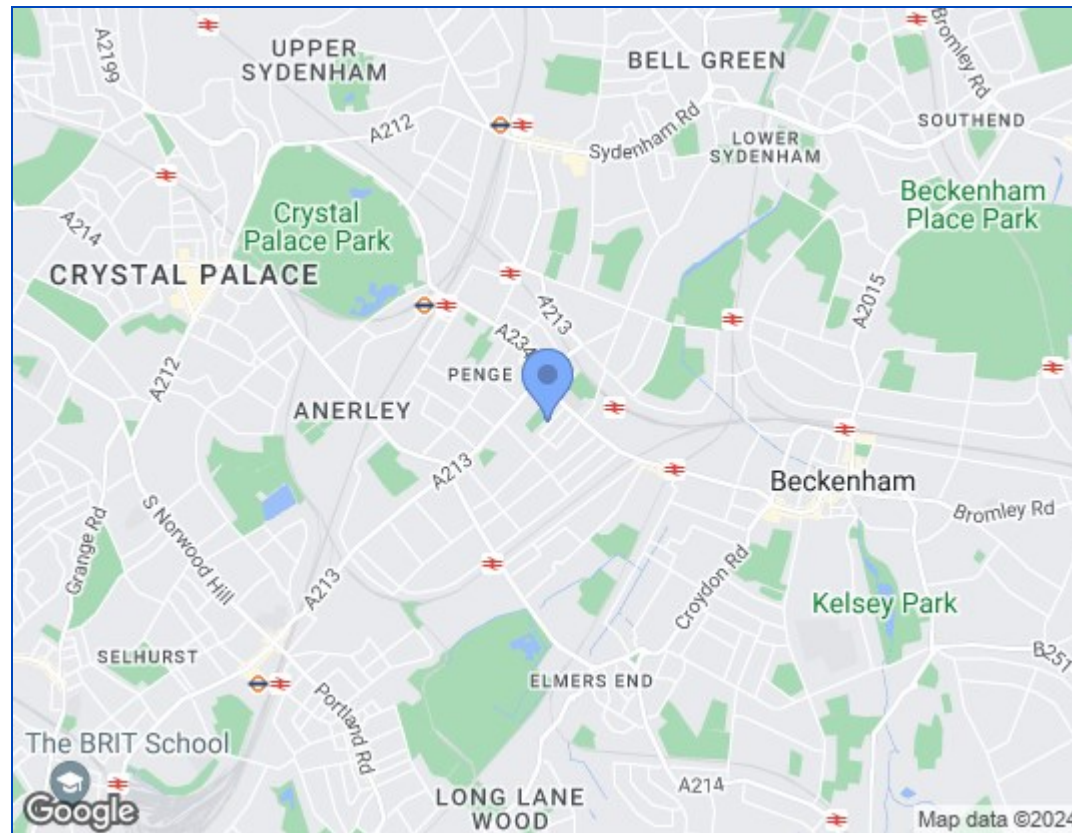 A2199
UPPER
SYDENHAM
BELL GREEN
Bromley Rd
A212
Sydenham Rd
LOWER
SYDENHAM
SOUTHEND
Beckenham
Place Park
Crystal
Palace Park
A214
CRYSTAL PALACE
A213
A2015
A234
PENGE
A212
ANERLEY
A213
Beckenham
Bromley Rd
Grange Rd
S Norwood Hill
A213
Croydon Rd
Kelsey Park
SELHURST
ELMERS END
B251
Portland Rd
The BRIT School
A214
LONG LANE
WOOD
Google
Map data ©2024